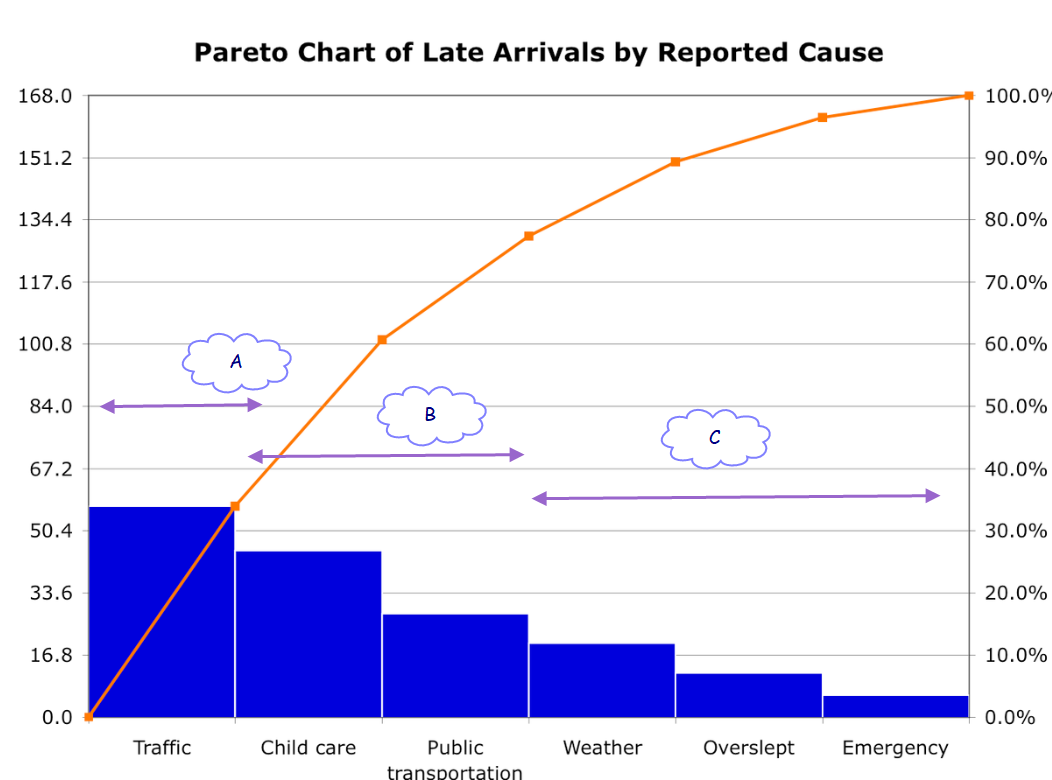 Pareto Chart of Late Arrivals by Reported Cause
168.0
151.2
134.4
117.6
100.8
84.0
67.2
50.4
33.6
16.8
0.0
100.0%
90.0%
80.0%
70.0%
60.0%
50.0%
40.0%
30.0%
20.0%
10.0%
0.0%
A
B
C
Traffic
Child care
Public
transportation
Weather
Overslept
Emergency